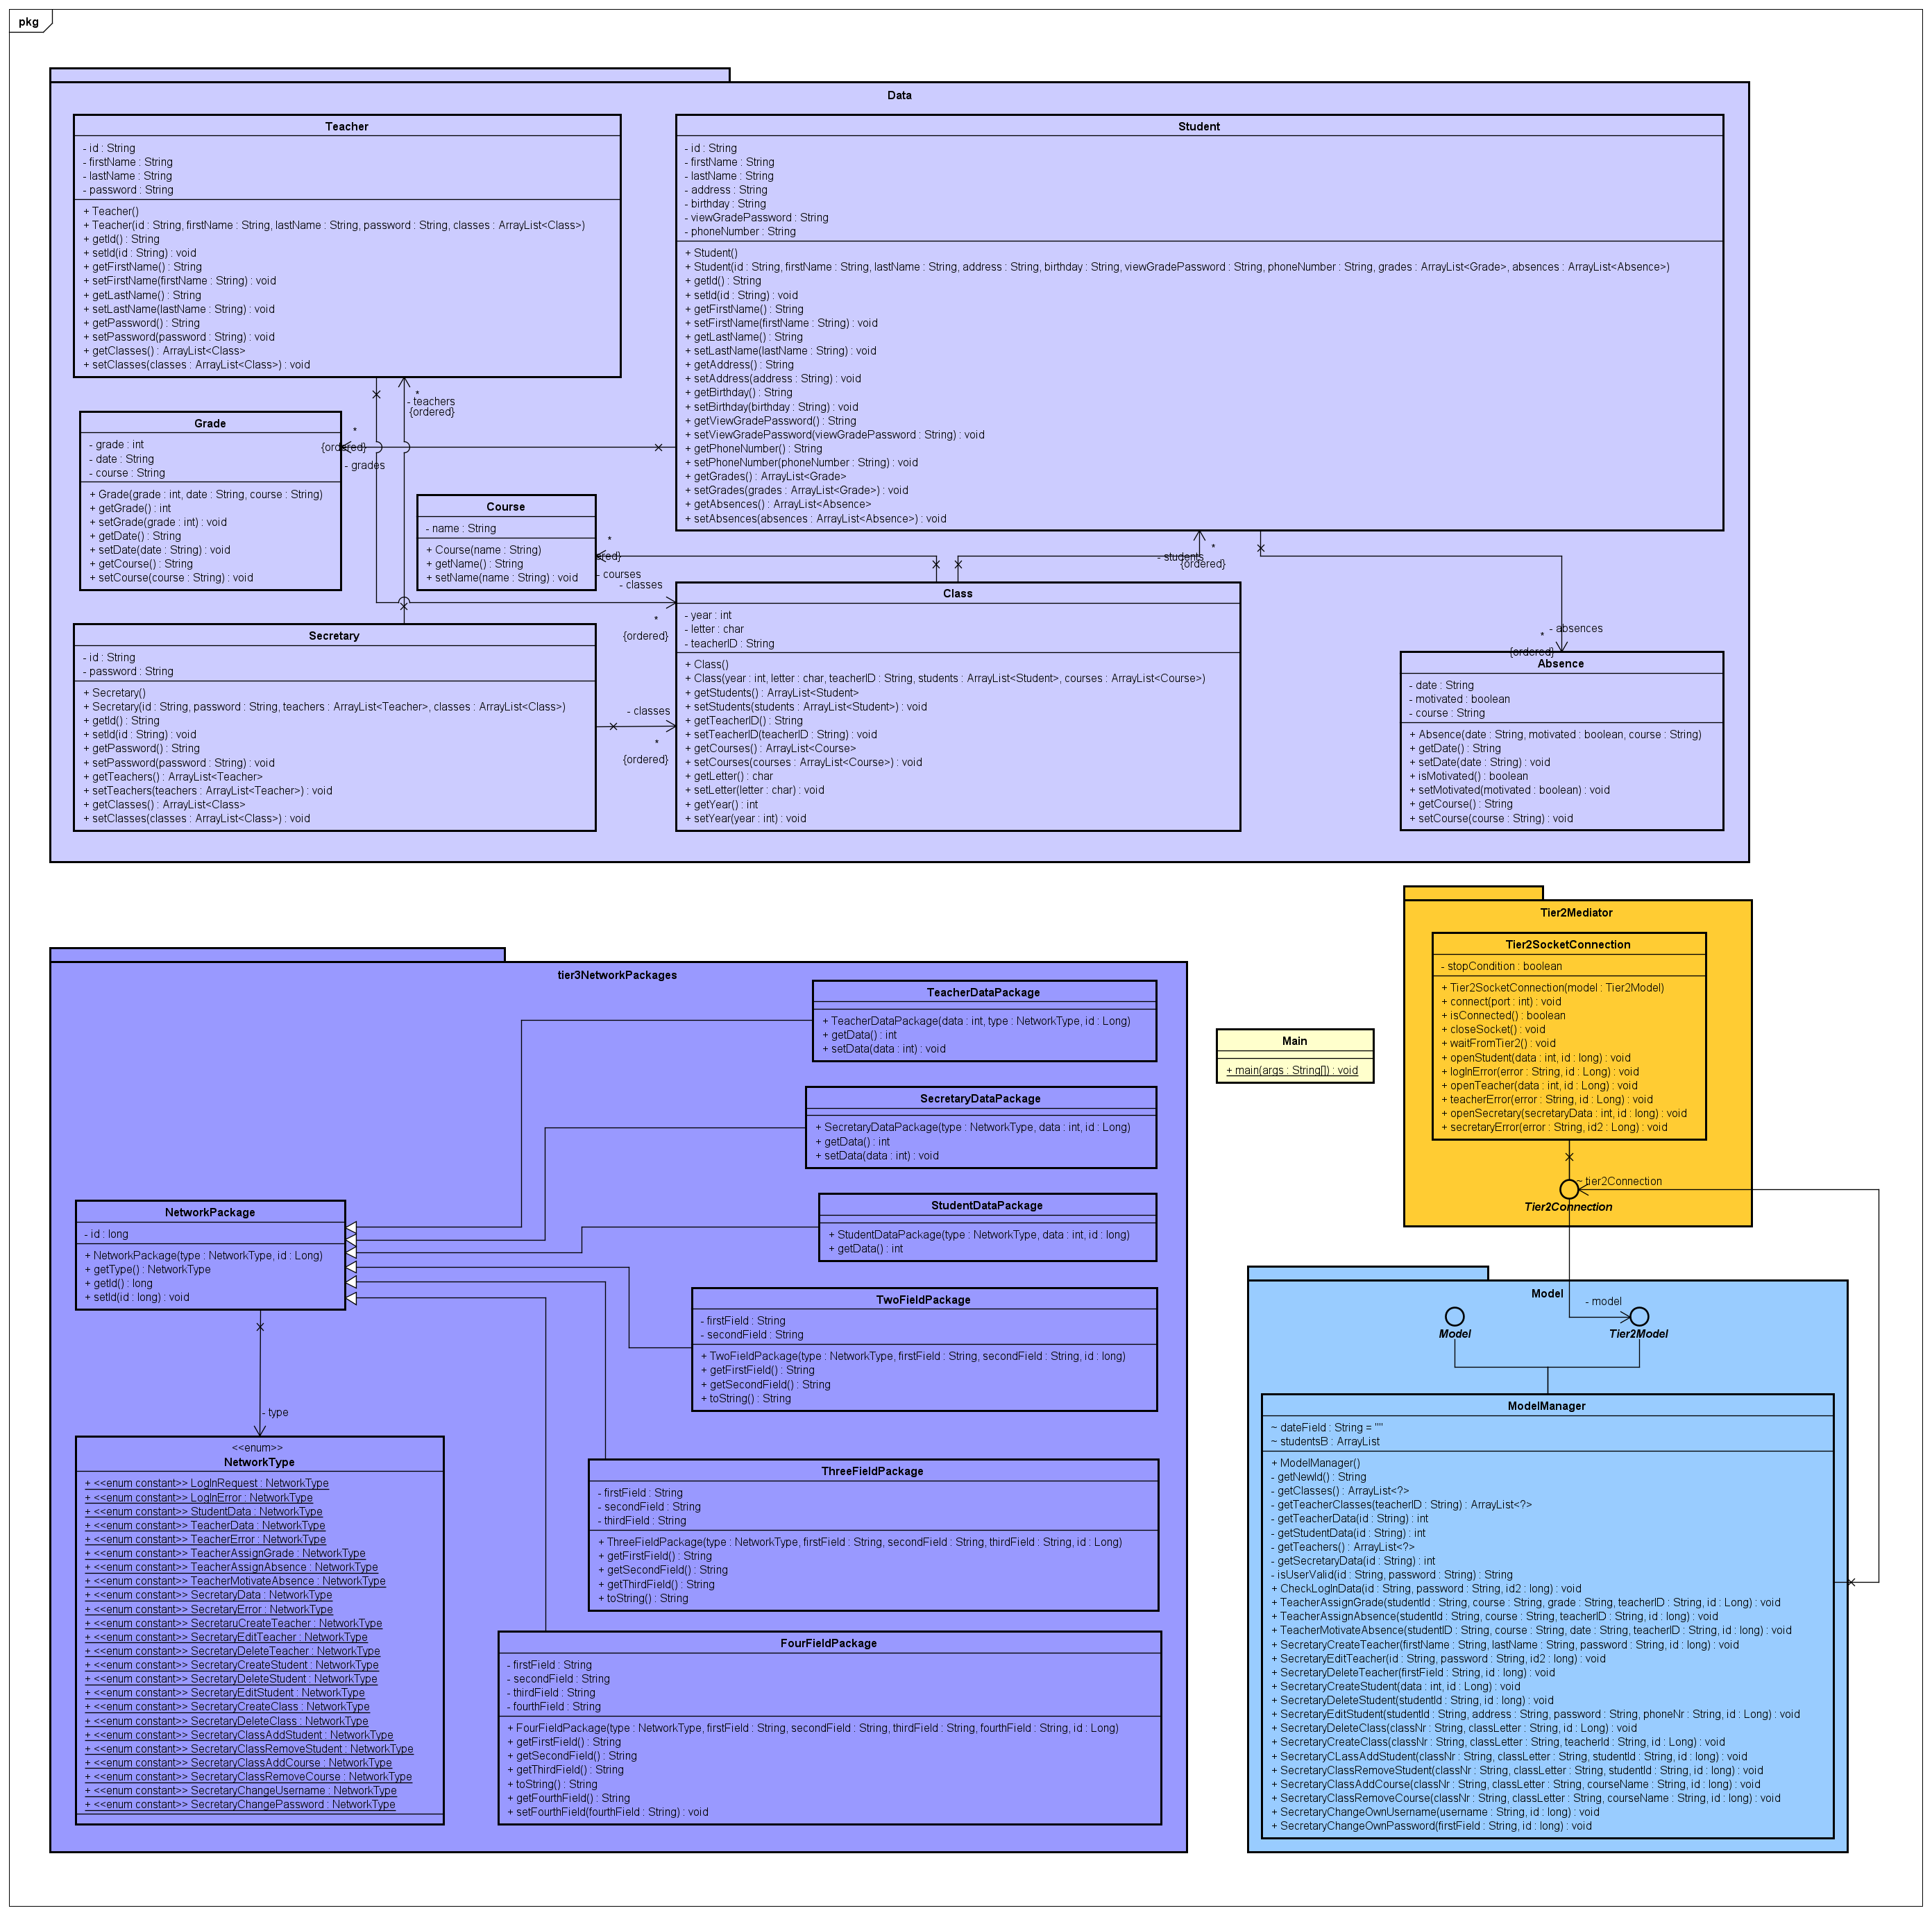 pkg
Data
Teacher
- id : String
- firstName : String
- lastName : String
- password : String
+ Teacher()
+ Teacher(id : String, firstName : String, lastName : String, password : String, classes : ArrayList<Class>)
+ getId() : String
+ setId(id : String) : void
+ getFirstName() : String
+ setFirstName(firstName : String) : void
+ getLastName() : String
+ setLastName(lastName : String) : void
+ getPassword() : String
+ setPassword(password : String) : void
+ getClasses() : ArrayList<Class>
+ setClasses(classes : ArrayList<Class>) : void
Student
- id : String
- firstName : String
- lastName : String
- address : String
- birthday : String
- viewGradePassword : String
- phoneNumber : String
+ Student()
+ Student(id : String, firstName : String, lastName : String, address : String, birthday : String, viewGradePassword : String, phoneNumber : String, grades : ArrayList<Grade>, absences : ArrayList<Absence>)
+ getId() : String
+ setId(id : String) : void
+ getFirstName() : String
+ setFirstName(firstName : String) : void
+ getLastName() : String
+ setLastName(lastName : String) : void
+ getAddress() : String
+ setAddress(address : String) : void
+ getBirthday() : String
+ setBirthday(birthday : String) : void
+ getViewGradePassword() : String
+ setViewGradePassword(viewGradePassword : String) : void
+ getPhoneNumber() : String
+ setPhoneNumber(phoneNumber : String) : void
+ getGrades() : ArrayList<Grade>
+ setGrades(grades : ArrayList<Grade>) : void
+ getAbsences() : ArrayList<Absence>
+ setAbsences(absences : ArrayList<Absence>) : void
*
- teachers
{ordered}
Grade
- grade : int
- date : String
- course : String
+ Grade(grade : int, date : String, course : String)
+ getGrade() : int
+ setGrade(grade : int) : void
+ getDate() : String
+ setDate(date : String) : void
+ getCourse() : String
+ setCourse(course : String) : void
*
{ordered}
- grades
Course
- name : String
+ Course(name : String)
+ getName() : String
+ setName(name : String) : void
*
ered}
- courses
- classes
*
{ordered}
- students
*
{ordered}
Class
- year : int
- letter : char
- teacherID : String
+ Class()
+ Class(year : int, letter : char, teacherID : String, students : ArrayList<Student>, courses : ArrayList<Course>)
+ getStudents() : ArrayList<Student>
+ setStudents(students : ArrayList<Student>) : void
+ getTeacherID() : String
+ setTeacherID(teacherID : String) : void
+ getCourses() : ArrayList<Course>
+ setCourses(courses : ArrayList<Course>) : void
+ getLetter() : char
+ setLetter(letter : char) : void
+ getYear() : int
+ setYear(year : int) : void
Secretary
- id : String
- password : String
+ Secretary()
+ Secretary(id : String, password : String, teachers : ArrayList<Teacher>, classes : ArrayList<Class>)
+ getId() : String
+ setId(id : String) : void
+ getPassword() : String
+ setPassword(password : String) : void
+ getTeachers() : ArrayList<Teacher>
+ setTeachers(teachers : ArrayList<Teacher>) : void
+ getClasses() : ArrayList<Class>
+ setClasses(classes : ArrayList<Class>) : void
- classes
*
{ordered}
- absences
*
{ordered}
Absence
- date : String
- motivated : boolean
- course : String
+ Absence(date : String, motivated : boolean, course : String)
+ getDate() : String
+ setDate(date : String) : void
+ isMotivated() : boolean
+ setMotivated(motivated : boolean) : void
+ getCourse() : String
+ setCourse(course : String) : void
tier3NetworkPackages
TeacherDataPackage
+ TeacherDataPackage(data : int, type : NetworkType, id : Long)
+ getData() : int
+ setData(data : int) : void
SecretaryDataPackage
+ SecretaryDataPackage(type : NetworkType, data : int, id : Long)
+ getData() : int
+ setData(data : int) : void
StudentDataPackage
+ StudentDataPackage(type : NetworkType, data : int, id : long)
+ getData() : int
NetworkPackage
- id : long
+ NetworkPackage(type : NetworkType, id : Long)
+ getType() : NetworkType
+ getId() : long
+ setId(id : long) : void
TwoFieldPackage
- firstField : String
- secondField : String
+ TwoFieldPackage(type : NetworkType, firstField : String, secondField : String, id : long)
+ getFirstField() : String
+ getSecondField() : String
+ toString() : String
- type
<<enum>>
NetworkType
+ <<enum constant>> LogInRequest : NetworkType
+ <<enum constant>> LogInError : NetworkType
+ <<enum constant>> StudentData : NetworkType
+ <<enum constant>> TeacherData : NetworkType
+ <<enum constant>> TeacherError : NetworkType
+ <<enum constant>> TeacherAssignGrade : NetworkType
+ <<enum constant>> TeacherAssignAbsence : NetworkType
+ <<enum constant>> TeacherMotivateAbsence : NetworkType
+ <<enum constant>> SecretaryData : NetworkType
+ <<enum constant>> SecretaryError : NetworkType
+ <<enum constant>> SecretaruCreateTeacher : NetworkType
+ <<enum constant>> SecretaryEditTeacher : NetworkType
+ <<enum constant>> SecretaryDeleteTeacher : NetworkType
+ <<enum constant>> SecretaryCreateStudent : NetworkType
+ <<enum constant>> SecretaryDeleteStudent : NetworkType
+ <<enum constant>> SecretaryEditStudent : NetworkType
+ <<enum constant>> SecretaryCreateClass : NetworkType
+ <<enum constant>> SecretaryDeleteClass : NetworkType
+ <<enum constant>> SecretaryClassAddStudent : NetworkType
+ <<enum constant>> SecretaryClassRemoveStudent : NetworkType
+ <<enum constant>> SecretaryClassAddCourse : NetworkType
+ <<enum constant>> SecretaryClassRemoveCourse : NetworkType
+ <<enum constant>> SecretaryChangeUsername : NetworkType
+ <<enum constant>> SecretaryChangePassword : NetworkType
ThreeFieldPackage
- firstField : String
- secondField : String
- thirdField : String
+ ThreeFieldPackage(type : NetworkType, firstField : String, secondField : String, thirdField : String, id : Long)
+ getFirstField() : String
+ getSecondField() : String
+ getThirdField() : String
+ toString() : String
FourFieldPackage
- firstField : String
- secondField : String
- thirdField : String
- fourthField : String
+ FourFieldPackage(type : NetworkType, firstField : String, secondField : String, thirdField : String, fourthField : String, id : Long)
+ getFirstField() : String
+ getSecondField() : String
+ getThirdField() : String
+ toString() : String
+ getFourthField() : String
+ setFourthField(fourthField : String) : void
Main
+ main(args : String[]) : void
Tier2Mediator
Tier2SocketConnection
- stopCondition : boolean
+ Tier2SocketConnection(model : Tier2Model)
+ connect(port : int) : void
+ isConnected() : boolean
+ closeSocket() : void
+ waitFromTier2() : void
+ openStudent(data : int, id : long) : void
+ logInError(error : String, id : Long) : void
+ openTeacher(data : int, id : Long) : void
+ teacherError(error : String, id : Long) : void
+ openSecretary(secretaryData : int, id : long) : void
+ secretaryError(error : String, id2 : Long) : void
~ tier2Connection
Tier2Connection
Model
- model
Model
Tier2Model
ModelManager
~ dateField : String = ""
~ studentsB : ArrayList
+ ModelManager()
- getNewId() : String
- getClasses() : ArrayList<?>
- getTeacherClasses(teacherID : String) : ArrayList<?>
- getTeacherData(id : String) : int
- getStudentData(id : String) : int
- getTeachers() : ArrayList<?>
- getSecretaryData(id : String) : int
- isUserValid(id : String, password : String) : String
+ CheckLogInData(id : String, password : String, id2 : long) : void
+ TeacherAssignGrade(studentId : String, course : String, grade : String, teacherID : String, id : Long) : void
+ TeacherAssignAbsence(studentId : String, course : String, teacherID : String, id : long) : void
+ TeacherMotivateAbsence(studentID : String, course : String, date : String, teacherID : String, id : long) : void
+ SecretaryCreateTeacher(firstName : String, lastName : String, password : String, id : long) : void
+ SecretaryEditTeacher(id : String, password : String, id2 : long) : void
+ SecretaryDeleteTeacher(firstField : String, id : long) : void
+ SecretaryCreateStudent(data : int, id : Long) : void
+ SecretaryDeleteStudent(studentId : String, id : long) : void
+ SecretaryEditStudent(studentId : String, address : String, password : String, phoneNr : String, id : Long) : void
+ SecretaryDeleteClass(classNr : String, classLetter : String, id : Long) : void
+ SecretaryCreateClass(classNr : String, classLetter : String, teacherId : String, id : Long) : void
+ SecretaryCLassAddStudent(classNr : String, classLetter : String, studentId : String, id : long) : void
+ SecretaryClassRemoveStudent(classNr : String, classLetter : String, studentId : String, id : long) : void
+ SecretaryClassAddCourse(classNr : String, classLetter : String, courseName : String, id : long) : void
+ SecretaryClassRemoveCourse(classNr : String, classLetter : String, courseName : String, id : long) : void
+ SecretaryChangeOwnUsername(username : String, id : long) : void
+ SecretaryChangeOwnPassword(firstField : String, id : long) : void